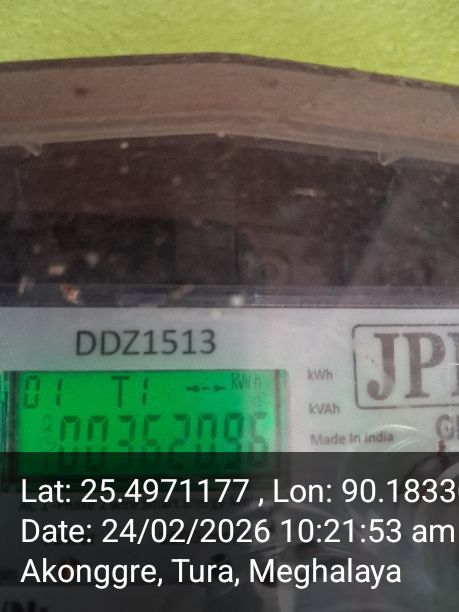 DDZ1513
kWh
JP
01 T1 kWh
kVAh
00362096
Made In India
Lat: 25.4971177 , Lon: 90.1833
Date: 24/02/2026 10:21:53 am
Akonggre, Tura, Meghalaya